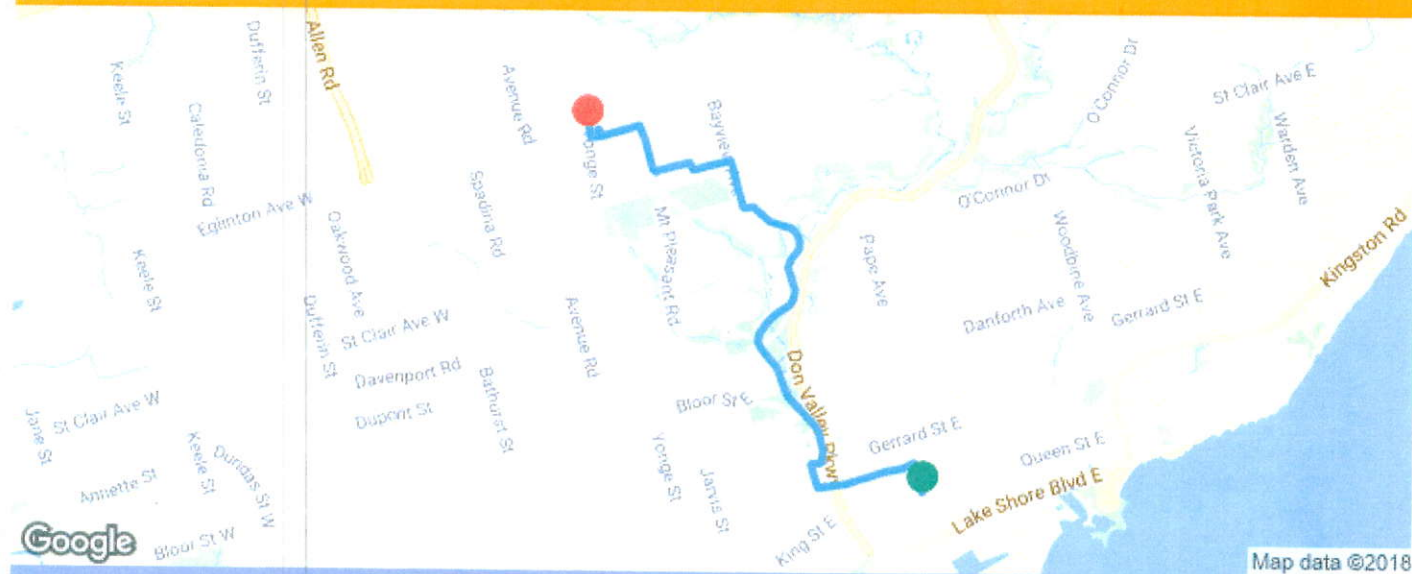 Allen Rd
Dufferin St
Keele St
Caledonia Rd
Avenue Rd
Yonge St
Bayview Ave
O'Connor Dr
St Clair Ave E
Warden Ave
Victoria Park Ave
Eglinton Ave W
Spadina Rd
Oakwood Ave
Mt Pleasant Rd
O'Connor Dr
Pape Ave
Woodbine Ave
Kingston Rd
Keele St
Dufferin St
St Clair Ave W
Avenue Rd
Danforth Ave
Gerrard St E
Davenport Rd
Dupont St
Bathurst St
Don Valley Pkwy
Bloor St E
Jane St
St Clair Ave W
Keele St
Dundas St W
Annette St
Yonge St
Jarvis St
Gerrard St E
Queen St E
Lake Shore Blvd E
King St E
Google
Bloor St W
Map data ©2018